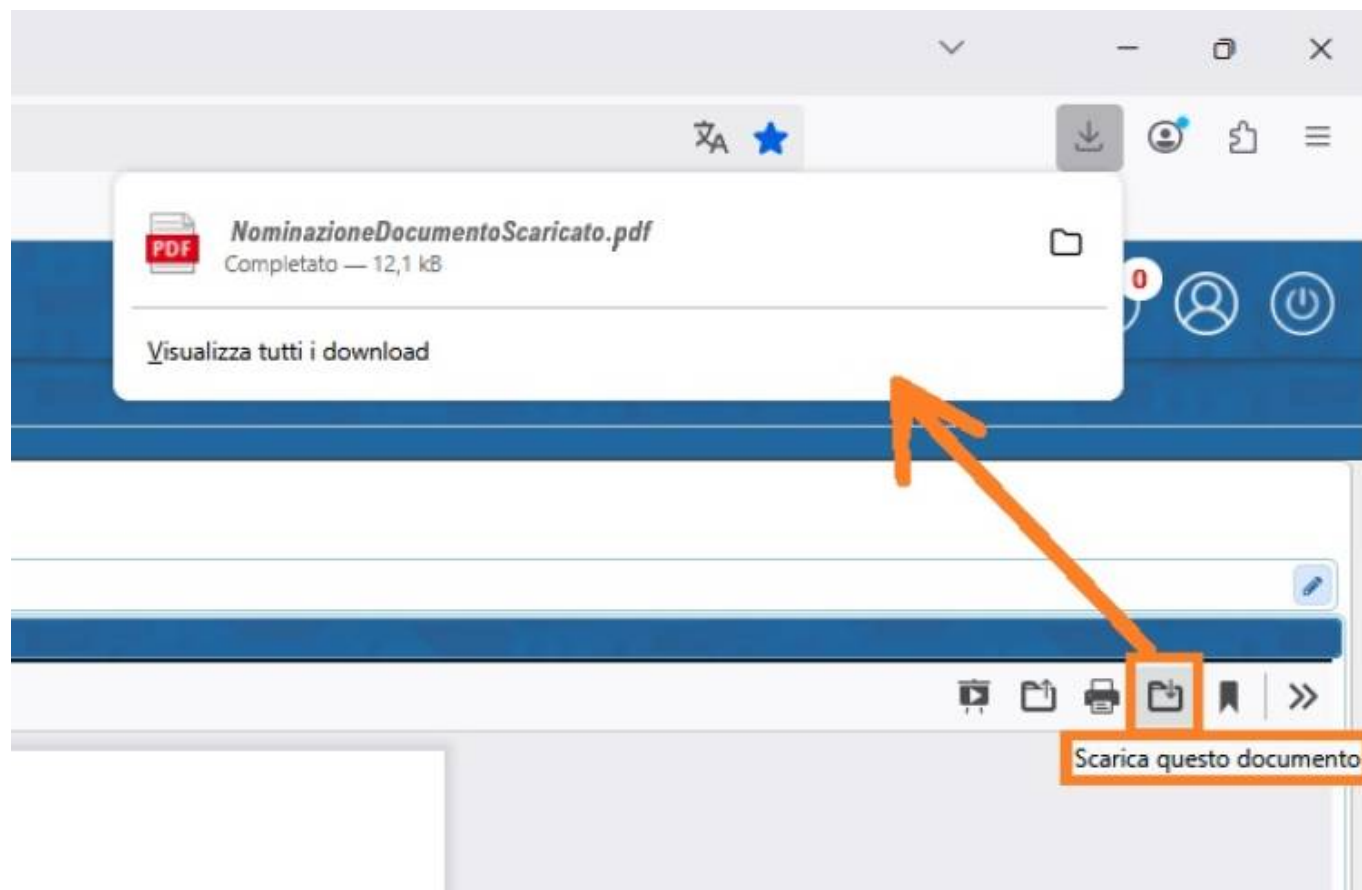 NominazioneDocumentoScaricato.pdf
PDF
Completato — 12,1 kB
0
Visualizza tutti i download
Scarica questo documento